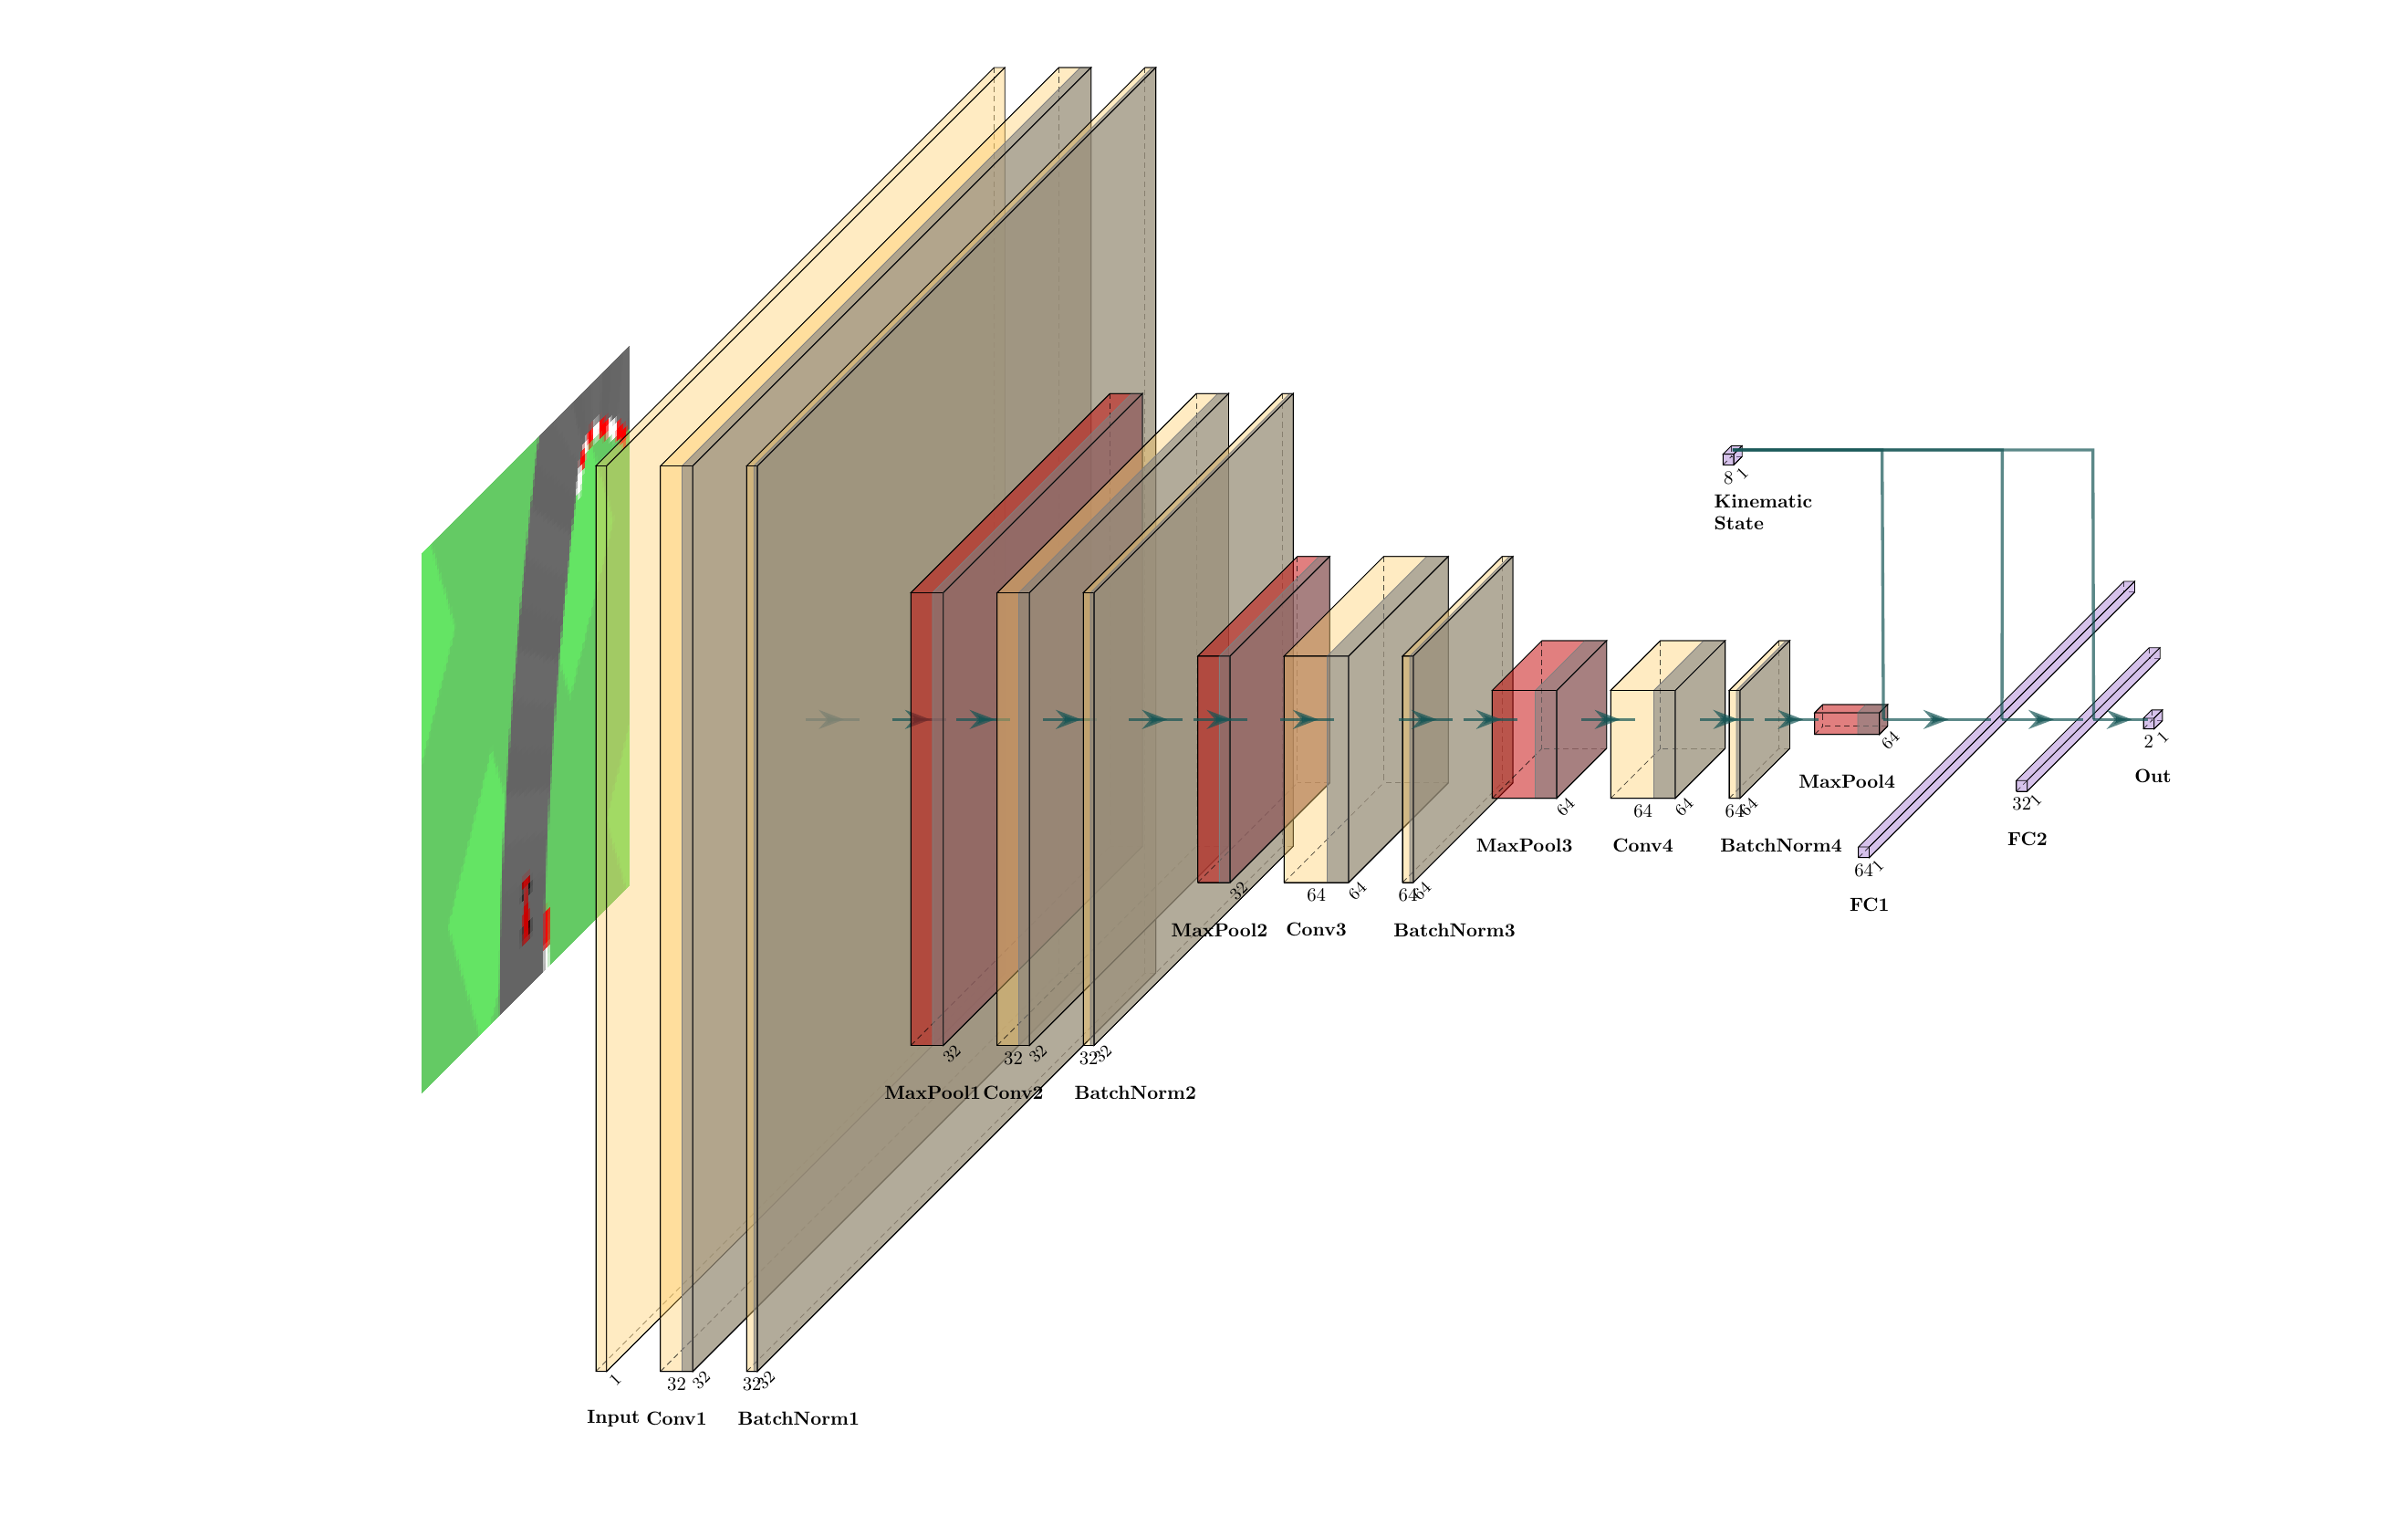 8 1
Kinematic
State
64
MaxPool4
2 1
Out
32 1
FC2
64 1
FC1
64
MaxPool3
64 64
Conv4
64 64
BatchNorm4
32
MaxPool2
64 64
Conv3
64 64
BatchNorm3
32
MaxPool1
32 32
Conv2
32 32
BatchNorm2
1
Input
32 32
Conv1
32 32
BatchNorm1